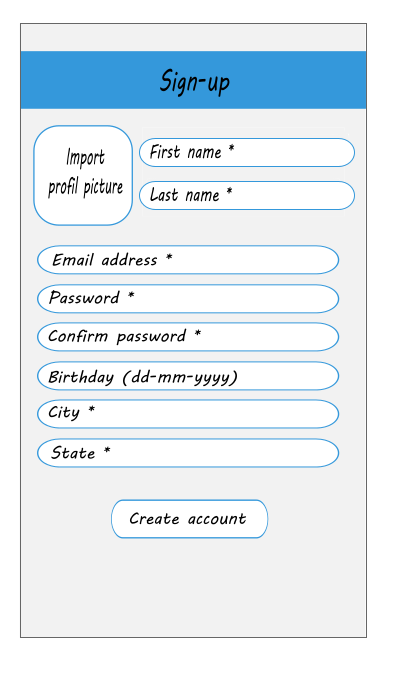 Sign-up
Import
profil picture
First name *
Last name *
Email address *
Password *
Confirm password *
Birthday (dd-mm-yyyy)
City *
State *
Create account